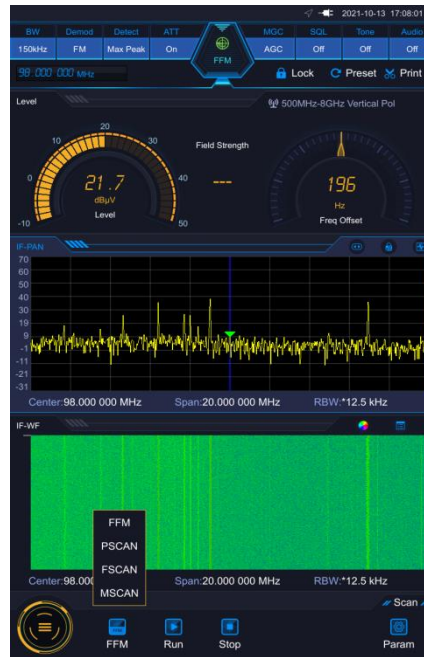 2021-10-13 17:08:01
BW Demod Detect ATT MGC SQL Tone Audio
150kHz FM Max Peak On FFM AGC Off Off Off
98 000 000 MHz Lock Preset Print
Level 500MHz-8GHz Vertical Pol
-10 0 10 20 30 40 50
21 .7
dBμV
Level
Field Strength
---
196
Hz
Freq Offset
IF-PAN
70
60
50
40
30
19
9
-1
-11
-21
-31
Center:98.000 000 MHz Span:20.000 000 MHz RBW:*12.5 kHz
IF-WF
FFM
PSCAN
FSCAN
MSCAN
Center:98.000 Span:20.000 000 MHz RBW:*12.5 kHz
Scan
FFM Run Stop Param